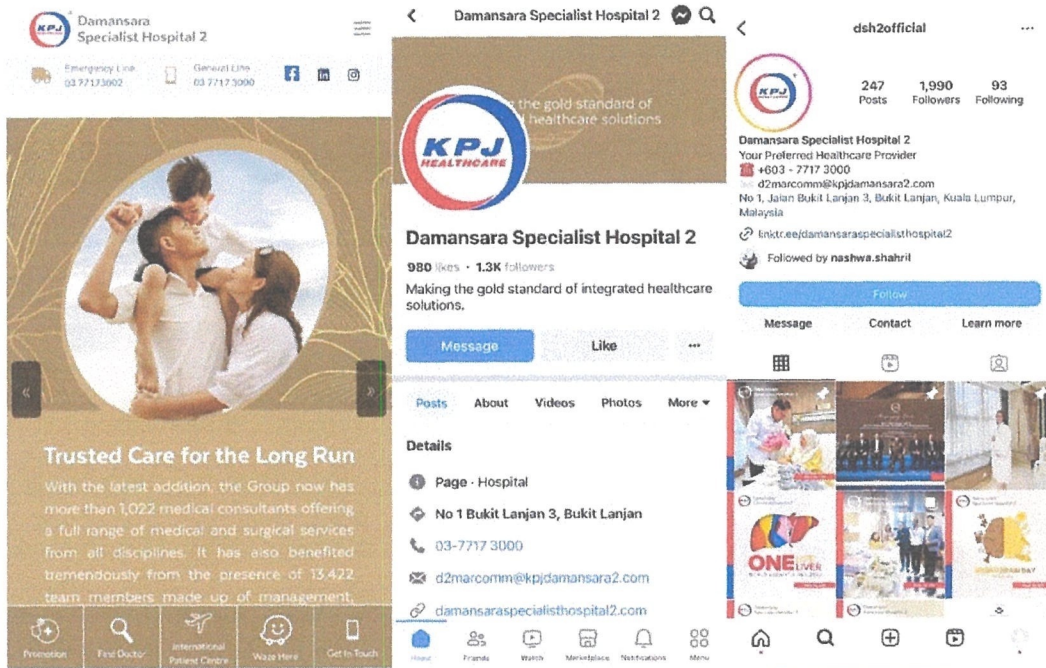 KPJ
Damansara
Specialist Hospital 2
Emergency Line
03 77173002
General Line
03 7717 3000
Trusted Care for the Long Run
With the latest addition, the Group now has
more than 1,022 medical consultants offering
a full range of medical and surgical services
from all disciplines. It has also benefited
tremendously from the presence of 13,422
team members made up of management,
Promotion
Find Doctor
International
Patient Centre
Waze Here
Get In Touch
Damansara Specialist Hospital 2
the gold standard of
healthcare solutions
KPJ
HEALTHCARE
Damansara Specialist Hospital 2
980 likes · 1.3K followers
Making the gold standard of integrated healthcare
solutions.
Message
Like
Posts
About
Videos
Photos
More
Details
Page · Hospital
No 1 Bukit Lanjan 3, Bukit Lanjan
03-7717 3000
d2marcomm@kpjdamansara2.com
damansaraspecialisthospital2.com
Home
Friends
Watch
Marketplace
Notifications
Menu
dsh2official
KPJ
247
Posts
1,990
Followers
93
Following
Damansara Specialist Hospital 2
Your Preferred Healthcare Provider
+603 - 7717 3000
d2marcomm@kpjdamansara2.com
No 1, Jalan Bukit Lanjan 3, Bukit Lanjan, Kuala Lumpur,
Malaysia
linktr.ee/damansaraspecialisthospital2
Followed by nashwa.shahril
Follow
Message
Contact
Learn more
ONE
LIVER